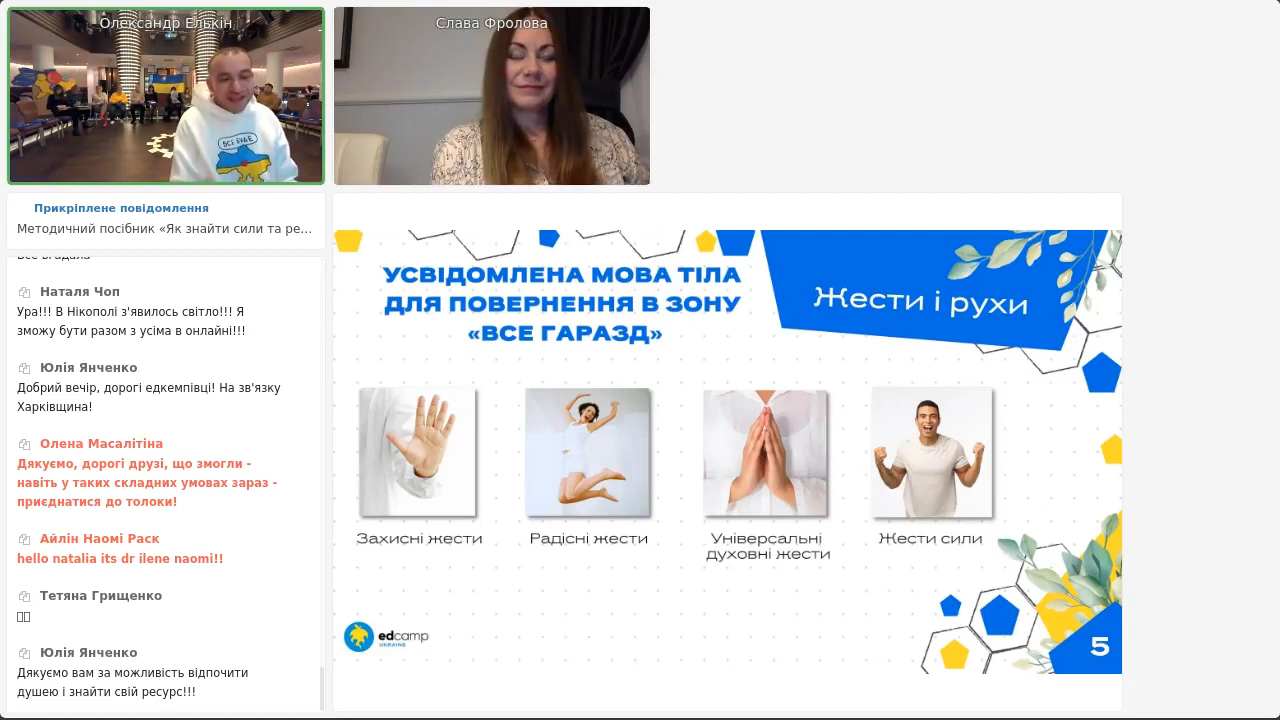 Олександр Елькін
ВСЕ БУДЕ
Слава Фролова
Прикріплене повідомлення
Методичний посібник «Як знайти сили та ре...
Все вгадала
Наталя Чоп
Ура!!! В Нікополі з'явилось світло!!! Я
зможу бути разом з усіма в онлайні!!!
Юлія Янченко
Добрий вечір, дорогі едкемпівці! На зв'язку
Харківщина!
Олена Масалітіна
Дякуємо, дорогі друзі, що змогли -
навіть у таких складних умовах зараз -
приєднатися до толоки!
Айлін Наомі Раск
hello natalia its dr ilene naomi!!
Тетяна Грищенко
Юлія Янченко
Дякуємо вам за можливість відпочити
душею і знайти свій ресурс!!!
УСВІДОМЛЕНА МОВА ТІЛА
ДЛЯ ПОВЕРНЕННЯ В ЗОНУ
«ВСЕ ГАРАЗД»
Жести і рухи
Захисні жести
Радісні жести
Універсальні
духовні жести
Жести сили
edcamp
UKRAINE
5